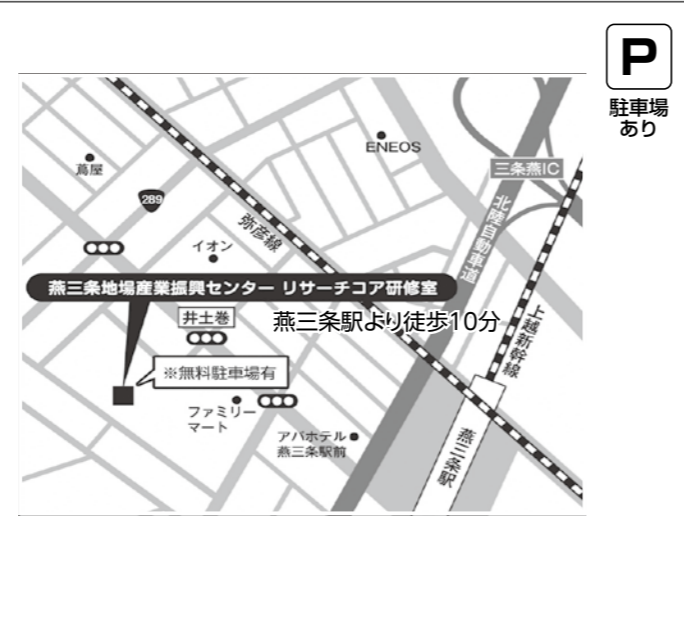 P
駐車場
あり
ENEOS
蔦屋
三条燕IC
289
北陸自動車道
弥彦線
イオン
燕三条地場産業振興センター リサーチコア研修室
井土巻
燕三条駅より徒歩10分
上越新幹線
※無料駐車場有
ファミリー
マート
アパホテル
燕三条駅前
燕三条駅